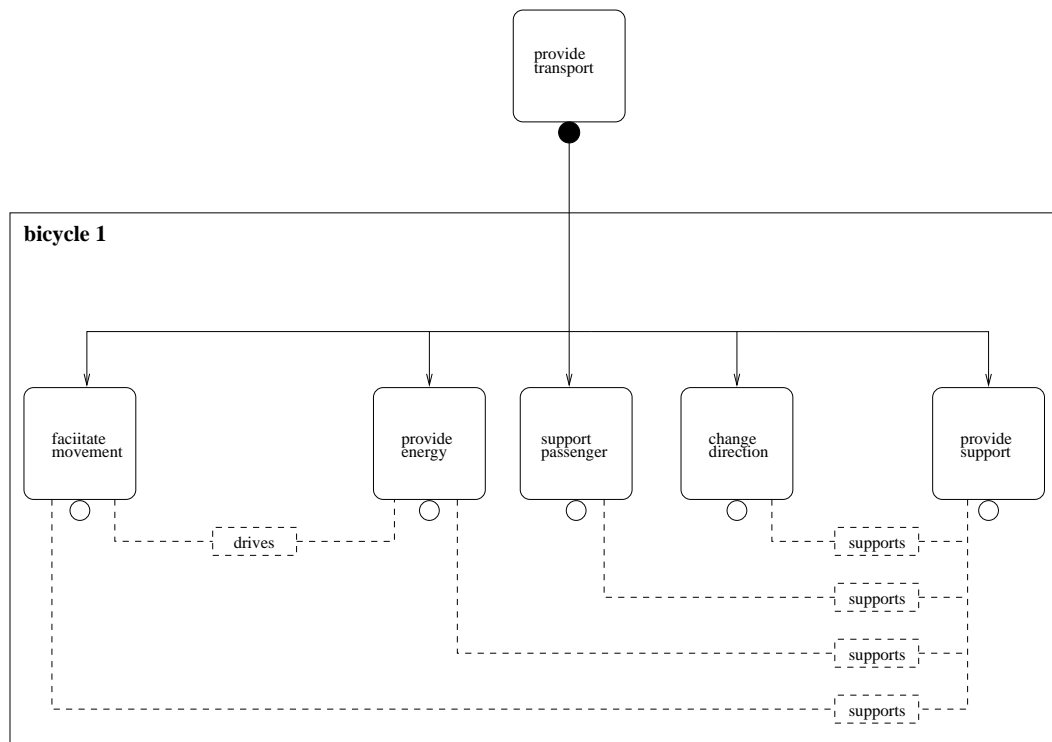 provide
transport
bicycle 1
faciitate
movement
provide
energy
support
passenger
change
direction
provide
support
drives
supports
supports
supports
supports